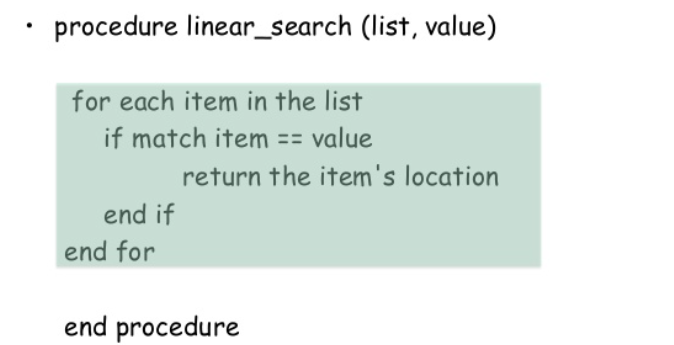 • procedure linear_search (list, value)
for each item in the list
if match item == value
return the item's location
end if
end for
end procedure